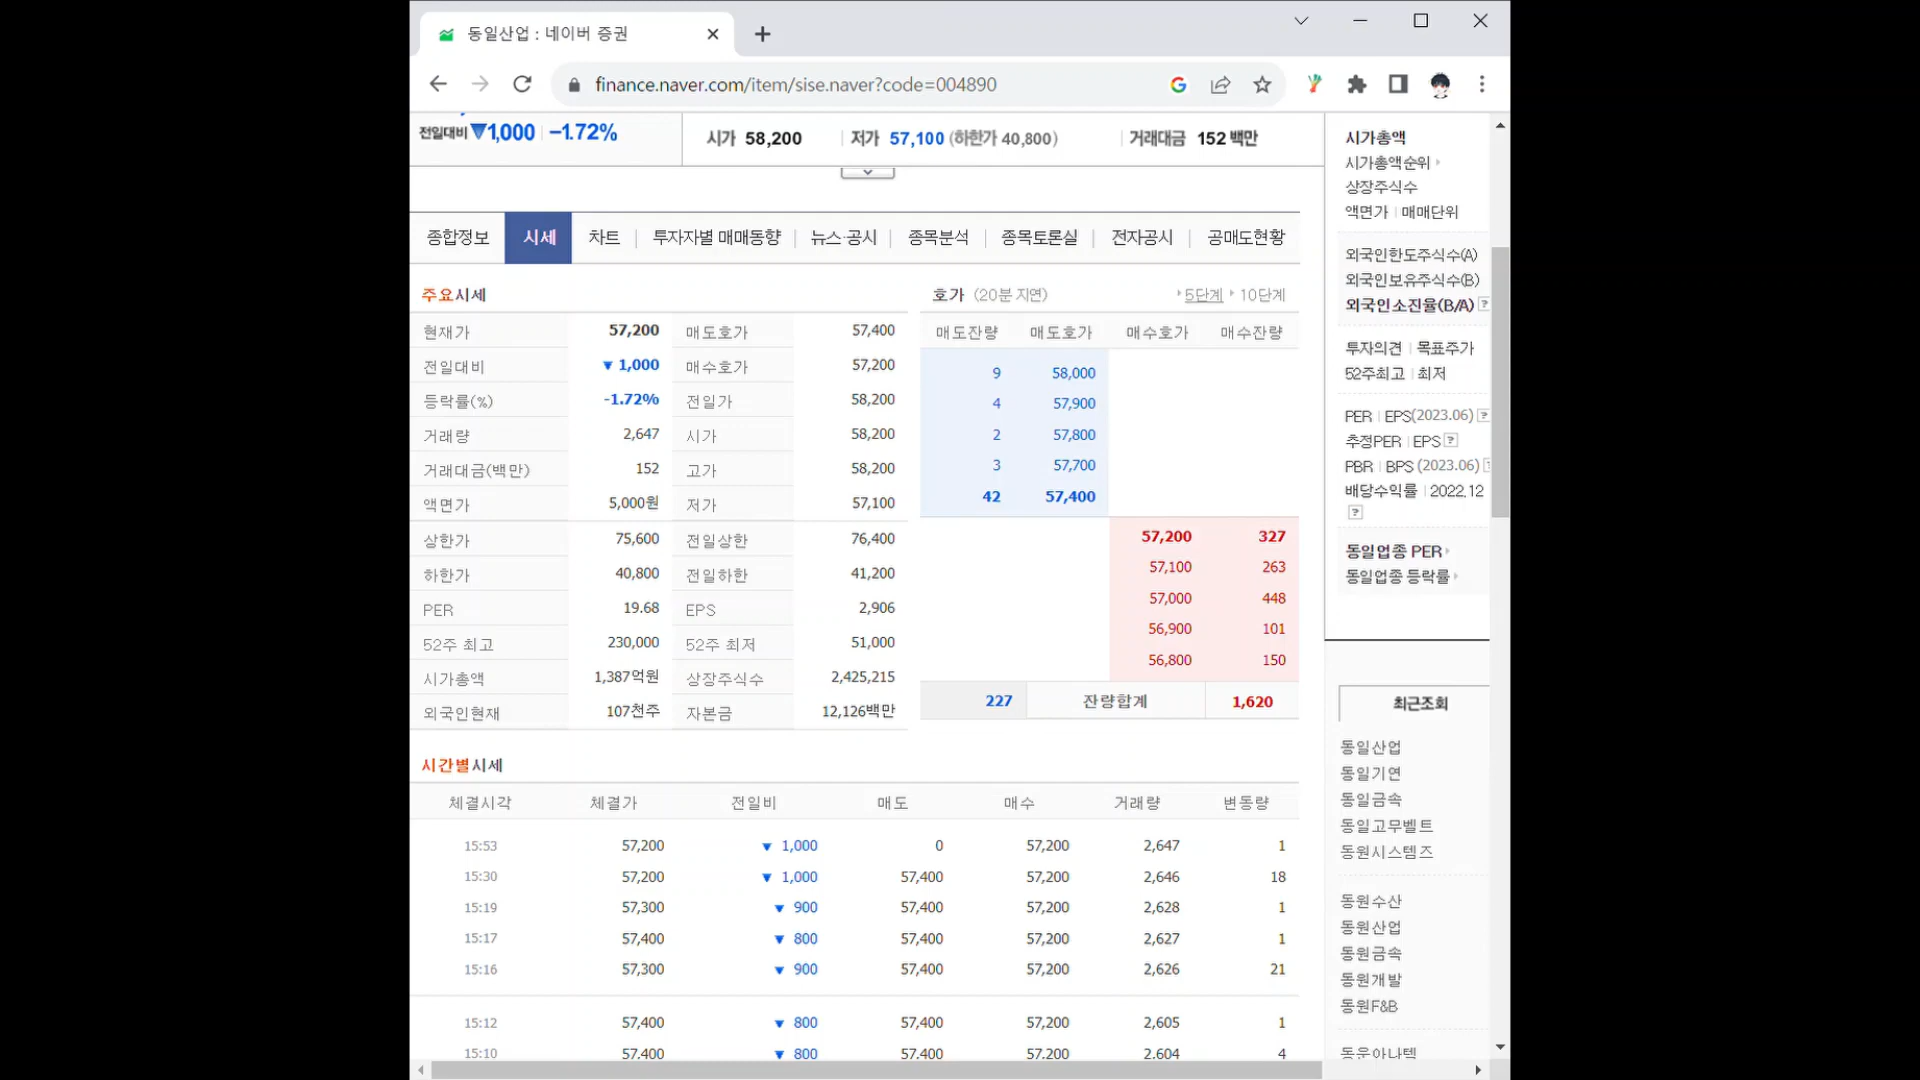 동일산업 : 네이버 증권
finance.naver.com/item/sise.naver?code=004890
전일대비 ▼1,000 | -1.72%
시가 58,200 | 저가 57,100 (하한가 40,800) | 거래대금 152 백만
종합정보 시세 차트 | 투자자별 매매동향 | 뉴스·공시 | 종목분석 | 종목토론실 | 전자공시 | 공매도현황
주요시세
현재가 57,200 매도호가 57,400
전일대비 ▼ 1,000 매수호가 57,200
등락률(%) -1.72% 전일가 58,200
거래량 2,647 시가 58,200
거래대금(백만) 152 고가 58,200
액면가 5,000원 저가 57,100
상한가 75,600 전일상한 76,400
하한가 40,800 전일하한 41,200
PER 19.68 EPS 2,906
52주 최고 230,000 52주 최저 51,000
시가총액 1,387억원 상장주식수 2,425,215
외국인현재 107천주 자본금 12,126백만
호가 (20분 지연) 5단계 10단계
매도잔량 매도호가 매수호가 매수잔량
9 58,000
4 57,900
2 57,800
3 57,700
42 57,400
57,200 327
57,100 263
57,000 448
56,900 101
56,800 150
227 잔량합계 1,620
시간별시세
체결시각 체결가 전일비 매도 매수 거래량 변동량
15:53 57,200 ▼ 1,000 0 57,200 2,647 1
15:30 57,200 ▼ 1,000 57,400 57,200 2,646 18
15:19 57,300 ▼ 900 57,400 57,200 2,628 1
15:17 57,400 ▼ 800 57,400 57,200 2,627 1
15:16 57,300 ▼ 900 57,400 57,200 2,626 21
15:12 57,400 ▼ 800 57,400 57,200 2,605 1
15:10 57,400 ▼ 800 57,400 57,200 2,604 4
시가총액
시가총액순위
상장주식수
액면가 | 매매단위
외국인한도주식수(A)
외국인보유주식수(B)
외국인소진율(B/A) ?
투자의견 | 목표주가
52주최고 | 최저
PER | EPS(2023.06) ?
추정PER | EPS ?
PBR | BPS (2023.06) ?
배당수익률 | 2022.12
?
동일업종 PER
동일업종 등락률
최근조회
동일산업
동일기연
동일금속
동일고무벨트
동원시스템즈
동원수산
동원산업
동원금속
동원개발
동원F&B
동운아나텍